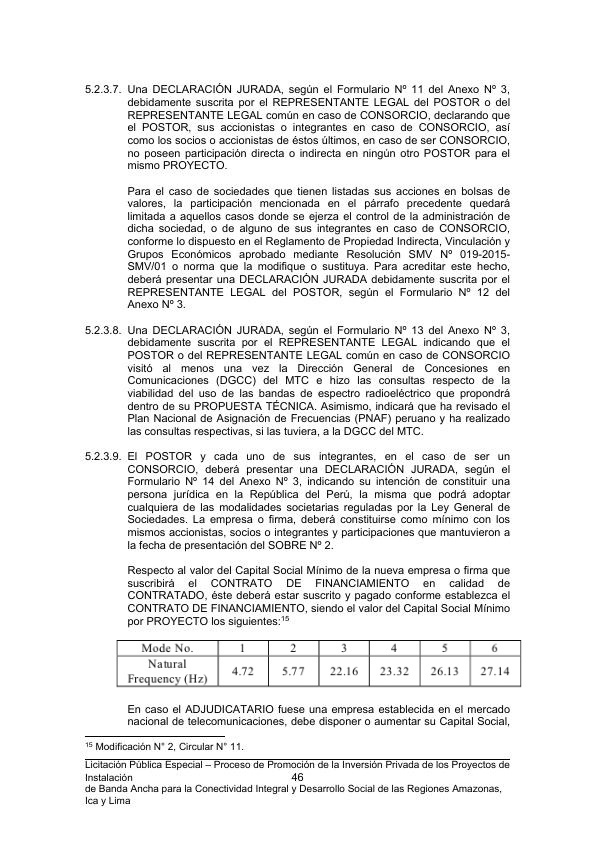 5.2.3.7. Una DECLARACIÓN JURADA, según el Formulario Nº 11 del Anexo Nº 3,
debidamente suscrita por el REPRESENTANTE LEGAL del POSTOR o del
REPRESENTANTE LEGAL común en caso de CONSORCIO, declarando que
el POSTOR, sus accionistas o integrantes en caso de CONSORCIO, así
como los socios o accionistas de éstos últimos, en caso de ser CONSORCIO,
no poseen participación directa o indirecta en ningún otro POSTOR para el
mismo PROYECTO.
Para el caso de sociedades que tienen listadas sus acciones en bolsas de
valores, la participación mencionada en el párrafo precedente quedará
limitada a aquellos casos donde se ejerza el control de la administración de
dicha sociedad, o de alguno de sus integrantes en caso de CONSORCIO,
conforme lo dispuesto en el Reglamento de Propiedad Indirecta, Vinculación y
Grupos Económicos aprobado mediante Resolución SMV Nº 019-2015-
SMV/01 o norma que la modifique o sustituya. Para acreditar este hecho,
deberá presentar una DECLARACIÓN JURADA debidamente suscrita por el
REPRESENTANTE LEGAL del POSTOR, según el Formulario Nº 12 del
Anexo Nº 3.
5.2.3.8. Una DECLARACIÓN JURADA, según el Formulario Nº 13 del Anexo Nº 3,
debidamente suscrita por el REPRESENTANTE LEGAL indicando que el
POSTOR o del REPRESENTANTE LEGAL común en caso de CONSORCIO
visitó al menos una vez la Dirección General de Concesiones en
Comunicaciones (DGCC) del MTC e hizo las consultas respecto de la
viabilidad del uso de las bandas de espectro radioeléctrico que propondrá
dentro de su PROPUESTA TÉCNICA. Asimismo, indicará que ha revisado el
Plan Nacional de Asignación de Frecuencias (PNAF) peruano y ha realizado
las consultas respectivas, si las tuviera, a la DGCC del MTC.
5.2.3.9. El POSTOR y cada uno de sus integrantes, en el caso de ser un
CONSORCIO, deberá presentar una DECLARACIÓN JURADA, según el
Formulario Nº 14 del Anexo Nº 3, indicando su intención de constituir una
persona jurídica en la República del Perú, la misma que podrá adoptar
cualquiera de las modalidades societarias reguladas por la Ley General de
Sociedades. La empresa o firma, deberá constituirse como mínimo con los
mismos accionistas, socios o integrantes y participaciones que mantuvieron a
la fecha de presentación del SOBRE Nº 2.
Respecto al valor del Capital Social Mínimo de la nueva empresa o firma que
suscribirá el CONTRATO DE FINANCIAMIENTO en calidad de
CONTRATADO, éste deberá estar suscrito y pagado conforme establezca el
CONTRATO DE FINANCIAMIENTO, siendo el valor del Capital Social Mínimo
por PROYECTO los siguientes:15
Mode No. 1 2 3 4 5 6
Natural
Frequency (Hz) 4.72 5.77 22.16 23.32 26.13 27.14
En caso el ADJUDICATARIO fuese una empresa establecida en el mercado
nacional de telecomunicaciones, debe disponer o aumentar su Capital Social,
15 Modificación N° 2, Circular N° 11.
Licitación Pública Especial – Proceso de Promoción de la Inversión Privada de los Proyectos de
Instalación 46
de Banda Ancha para la Conectividad Integral y Desarrollo Social de las Regiones Amazonas,
Ica y Lima